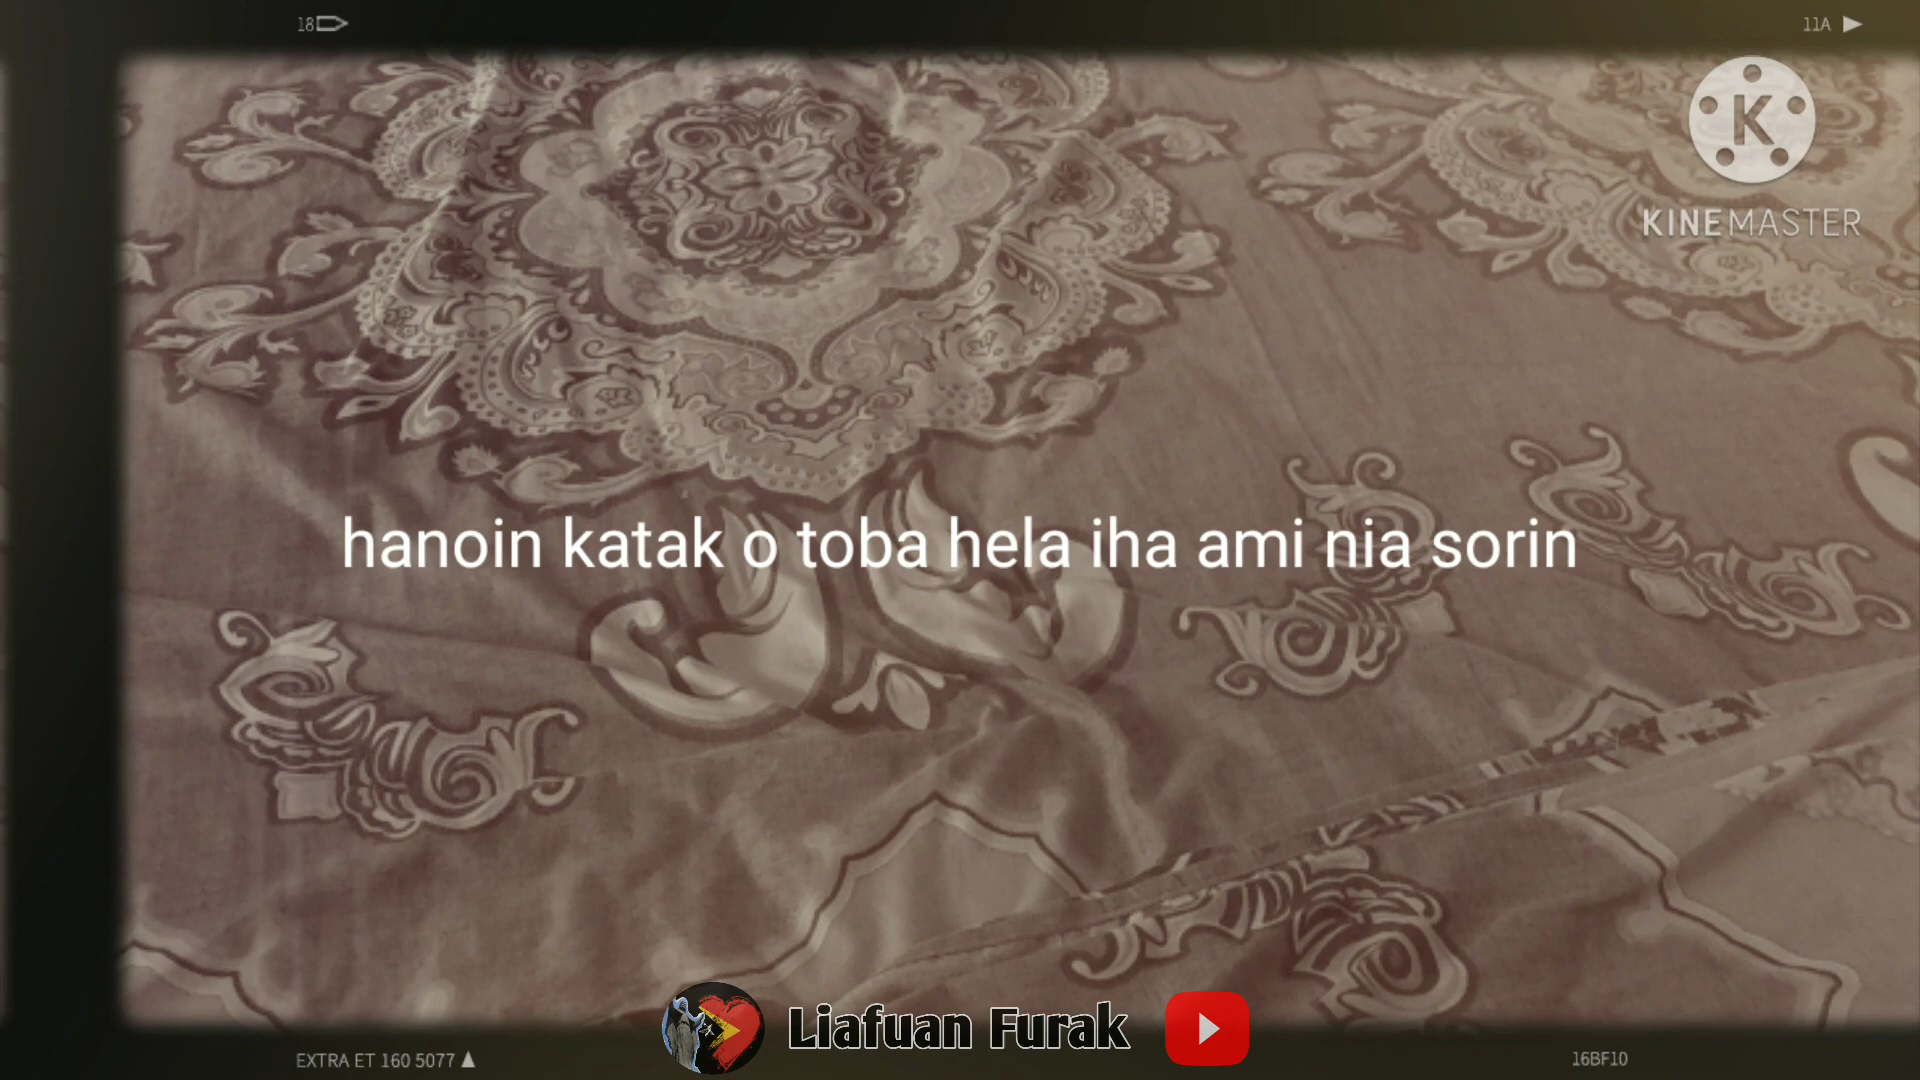 18
11A
K
KINEMASTER
hanoin katak o toba hela iha ami nia sorin
Liafuan Furak
EXTRA ET 160 5077
16BF10